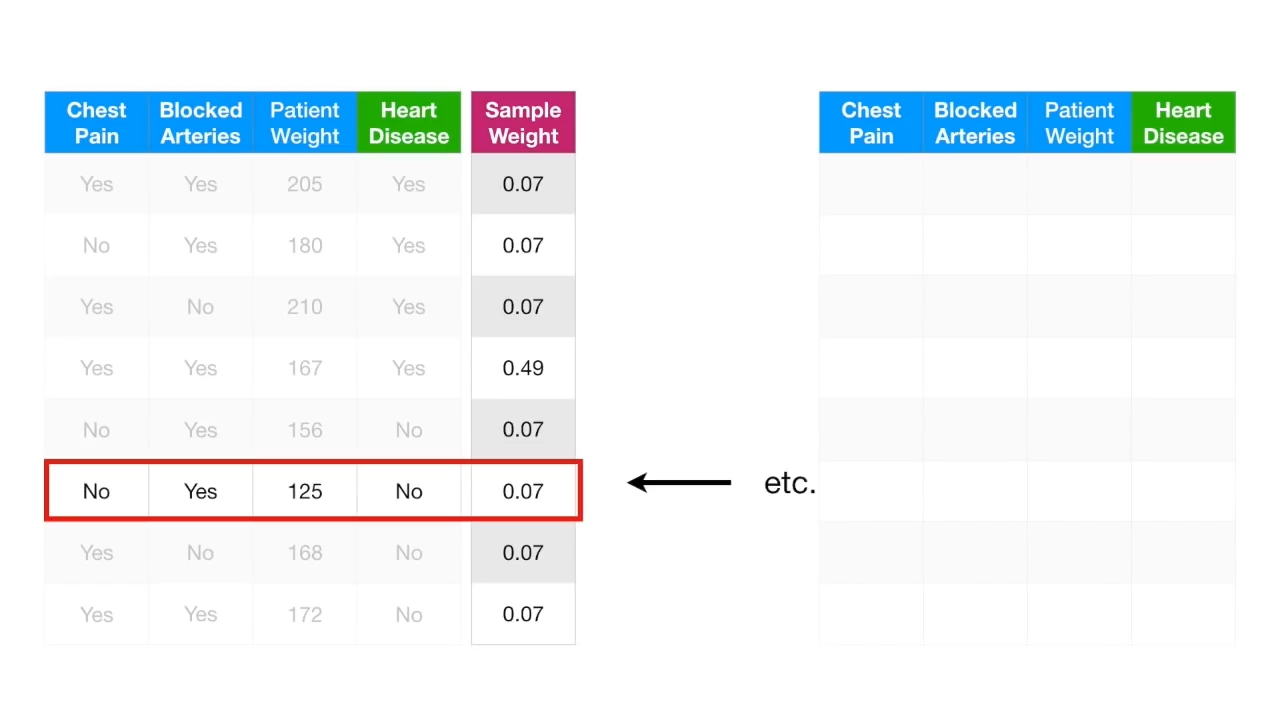 Chest Pain Blocked Arteries Patient Weight Heart Disease Sample Weight
Yes Yes 205 Yes 0.07
No Yes 180 Yes 0.07
Yes No 210 Yes 0.07
Yes Yes 167 Yes 0.49
No Yes 156 No 0.07
No Yes 125 No 0.07
Yes No 168 No 0.07
Yes Yes 172 No 0.07
etc.
Chest Pain Blocked Arteries Patient Weight Heart Disease